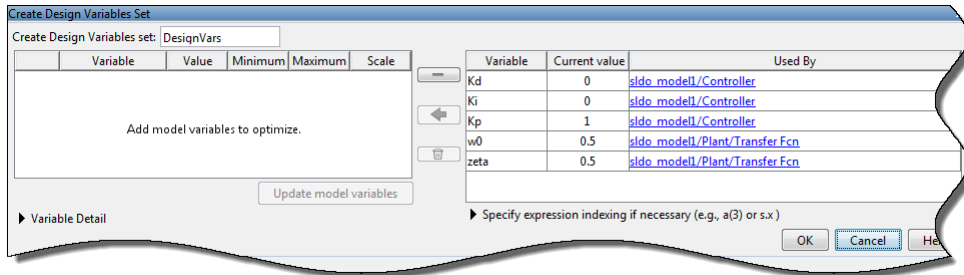 Create Design Variables Set
Create Design Variables set: DesignVars
Variable Value Minimum Maximum Scale
Add model variables to optimize.
Update model variables
Variable Detail
Variable Current value Used By
Kd 0 sldo_model1/Controller
Ki 0 sldo_model1/Controller
Kp 1 sldo_model1/Controller
w0 0.5 sldo_model1/Plant/Transfer Fcn
zeta 0.5 sldo_model1/Plant/Transfer Fcn
Specify expression indexing if necessary (e.g., a(3) or s.x )
OK Cancel